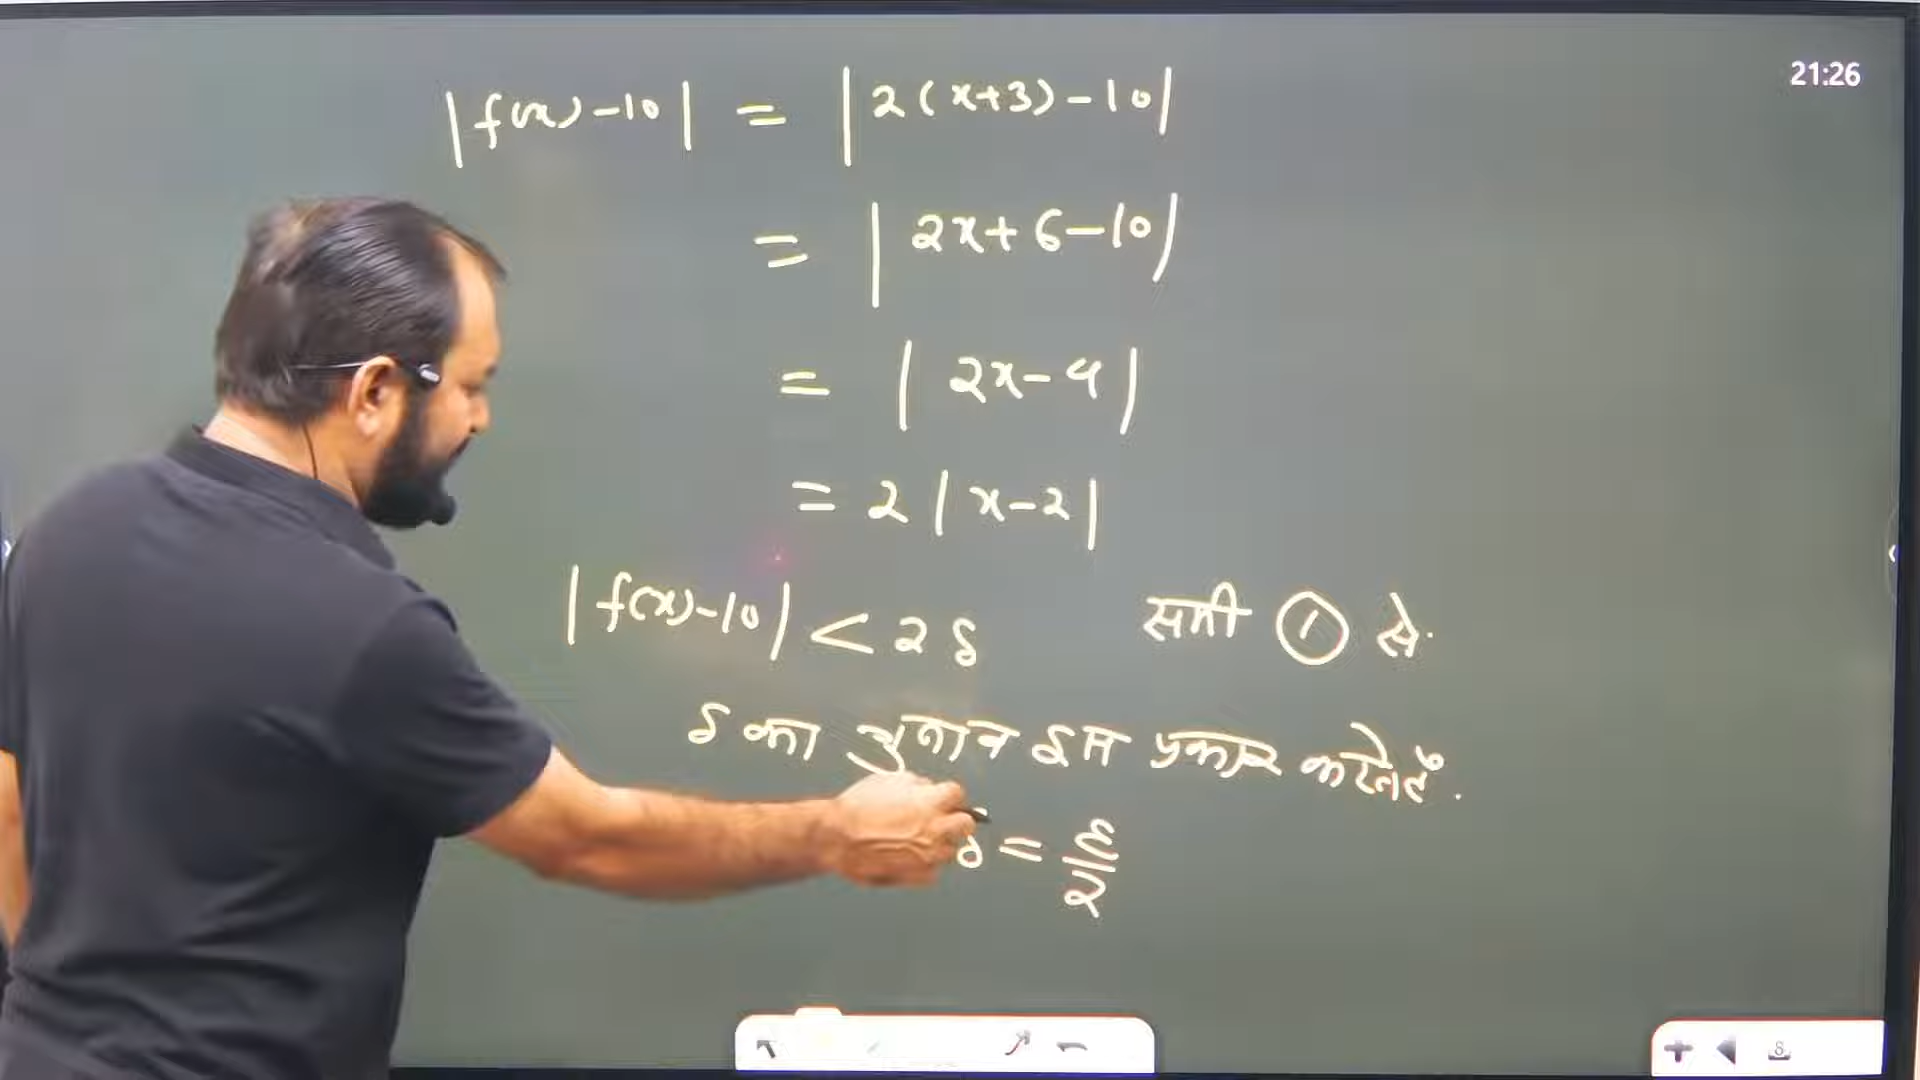 21:26
|f(x)-10| = |2(x+3)-10|
= |2x+6-10|
= |2x-4|
= 2|x-2|
|f(x)-10| < 2δ समी ① से.
δ का चुनाव इस प्रकार करते हैं.
δ = ε/2